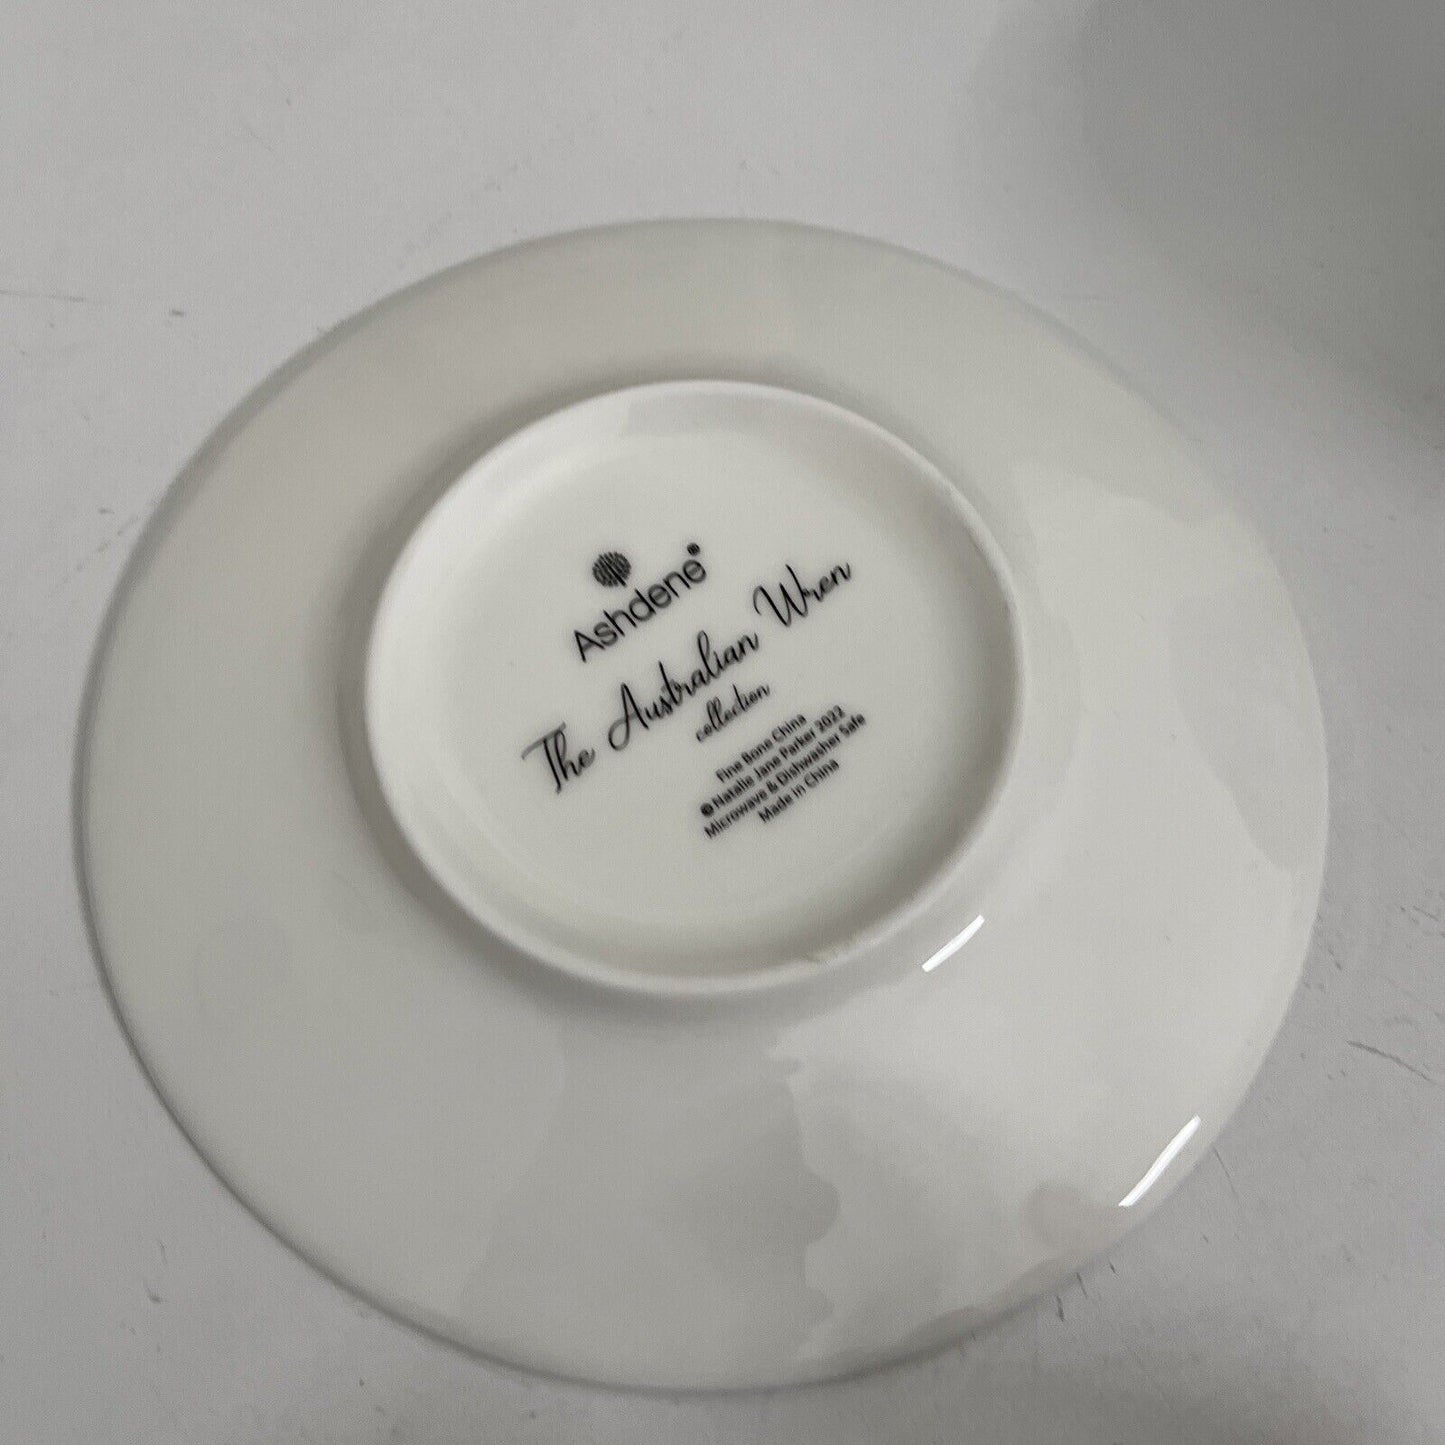 Ashdene®
The Australian Wren
collection
Fine Bone China
© Natalie Jane Parker 2022
Microwave & Dishwasher Safe
Made in China